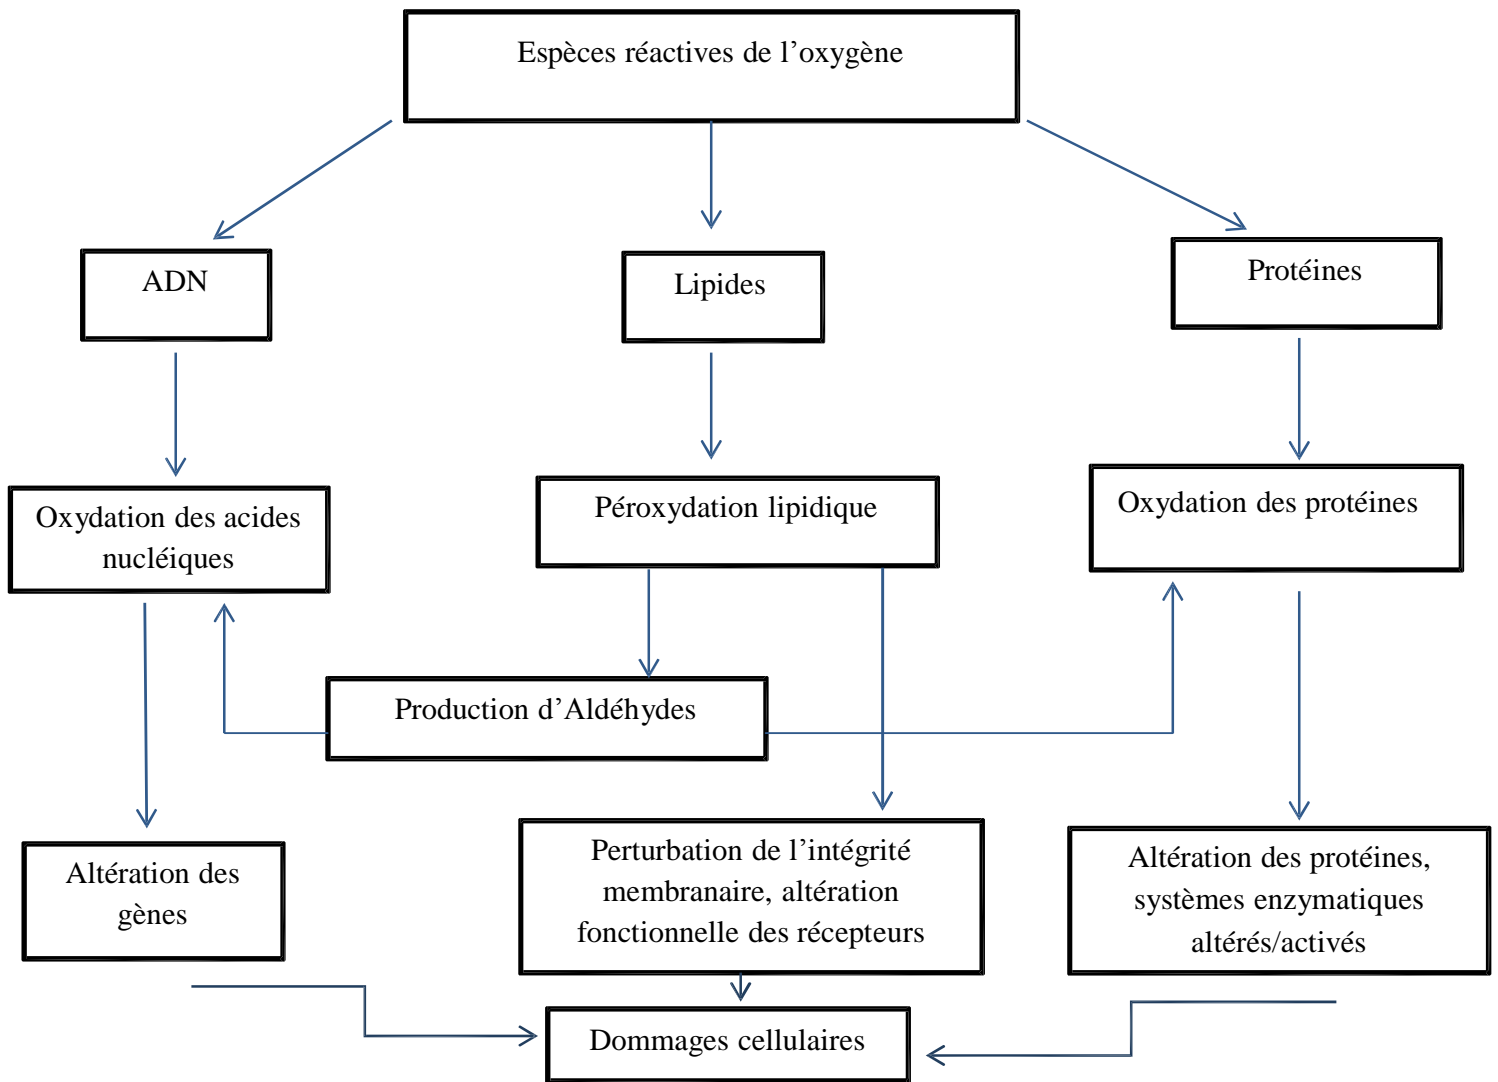 Espèces réactives de l’oxygène
ADN
Lipides
Protéines
Oxydation des acides
nucléiques
Péroxydation lipidique
Oxydation des protéines
Production d’Aldéhydes
Altération des
gènes
Perturbation de l’intégrité
membranaire, altération
fonctionnelle des récepteurs
Altération des protéines,
systèmes enzymatiques
altérés/activés
Dommages cellulaires